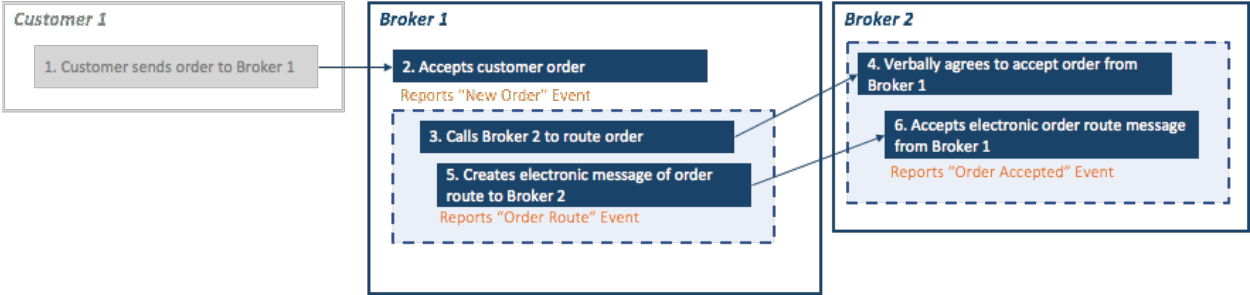 Customer 1
1. Customer sends order to Broker 1
Broker 1
2. Accepts customer order
Reports "New Order" Event
3. Calls Broker 2 to route order
5. Creates electronic message of order
route to Broker 2
Reports "Order Route" Event
Broker 2
4. Verbally agrees to accept order from
Broker 1
6. Accepts electronic order route message
from Broker 1
Reports "Order Accepted" Event